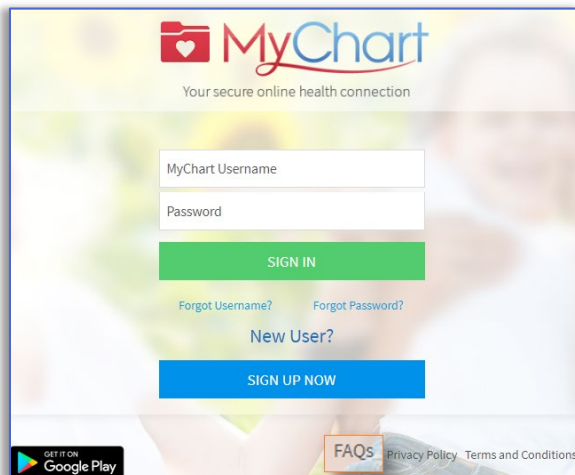 MyChart
Your secure online health connection
MyChart Username
Password
SIGN IN
Forgot Username? Forgot Password?
New User?
SIGN UP NOW
GET IT ON
Google Play
FAQs Privacy Policy Terms and Conditions